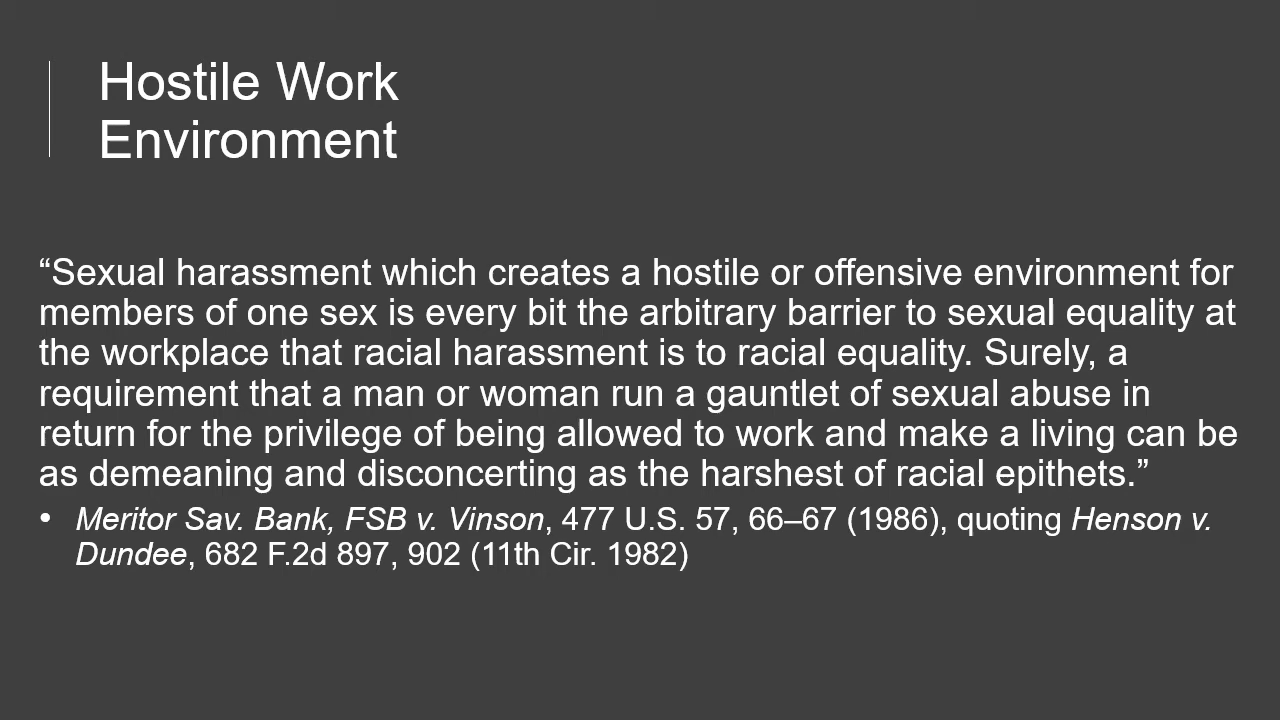 Hostile Work
Environment
“Sexual harassment which creates a hostile or offensive environment for
members of one sex is every bit the arbitrary barrier to sexual equality at
the workplace that racial harassment is to racial equality. Surely, a
requirement that a man or woman run a gauntlet of sexual abuse in
return for the privilege of being allowed to work and make a living can be
as demeaning and disconcerting as the harshest of racial epithets.”
• Meritor Sav. Bank, FSB v. Vinson, 477 U.S. 57, 66–67 (1986), quoting Henson v.
Dundee, 682 F.2d 897, 902 (11th Cir. 1982)